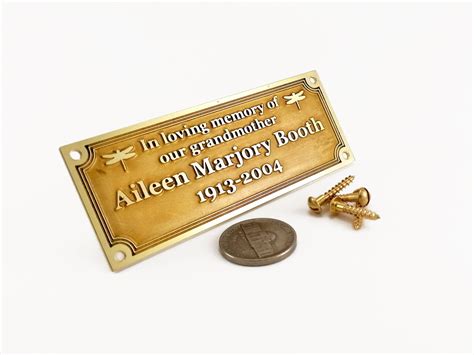 In loving memory of
our grandmother
Aileen Marjory Booth
1913-2004